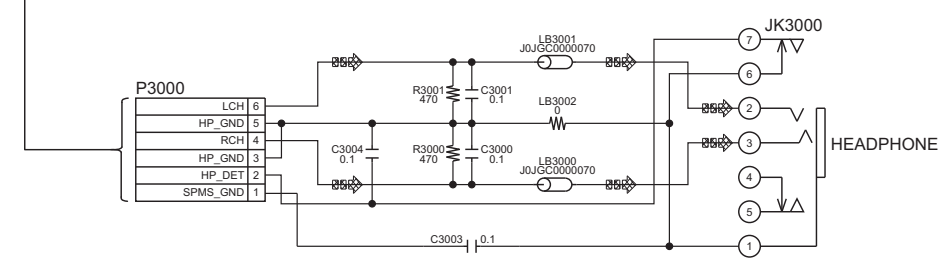 LB3001
J0JGC0000070
7
JK3000
6
P3000
LCH 6
HP_GND 5
RCH 4
HP_GND 3
HP_DET 2
SPMS_GND 1
R3001
470
C3001
0.1
LB3002
0
2
C3004
0.1
R3000
470
C3000
0.1
LB3000
J0JGC0000070
3
HEADPHONE
4
5
C3003 0.1
1